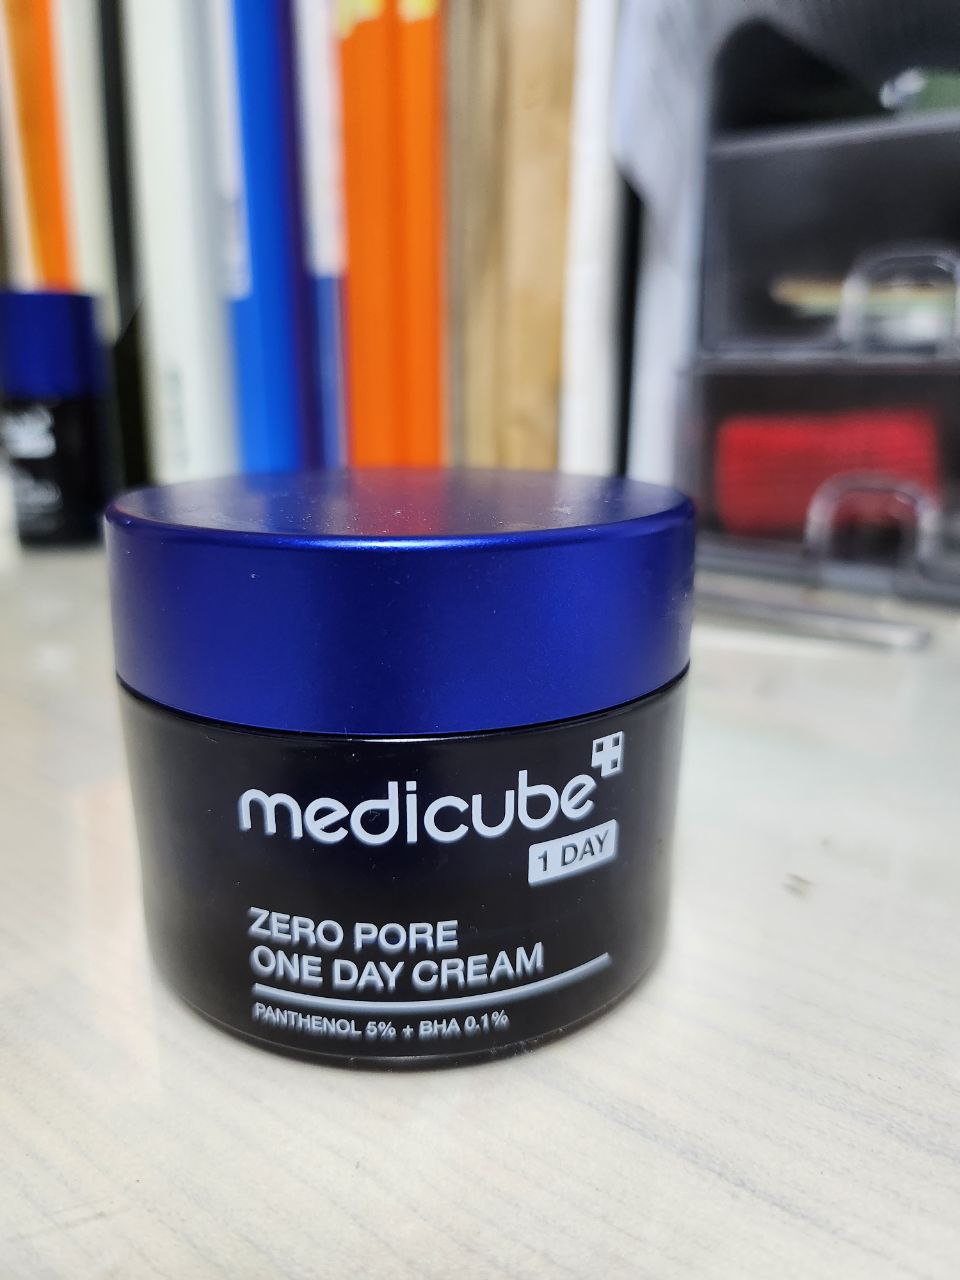 medicube
1 DAY
ZERO PORE
ONE DAY CREAM
PANTHENOL 5% + BHA 0.1%